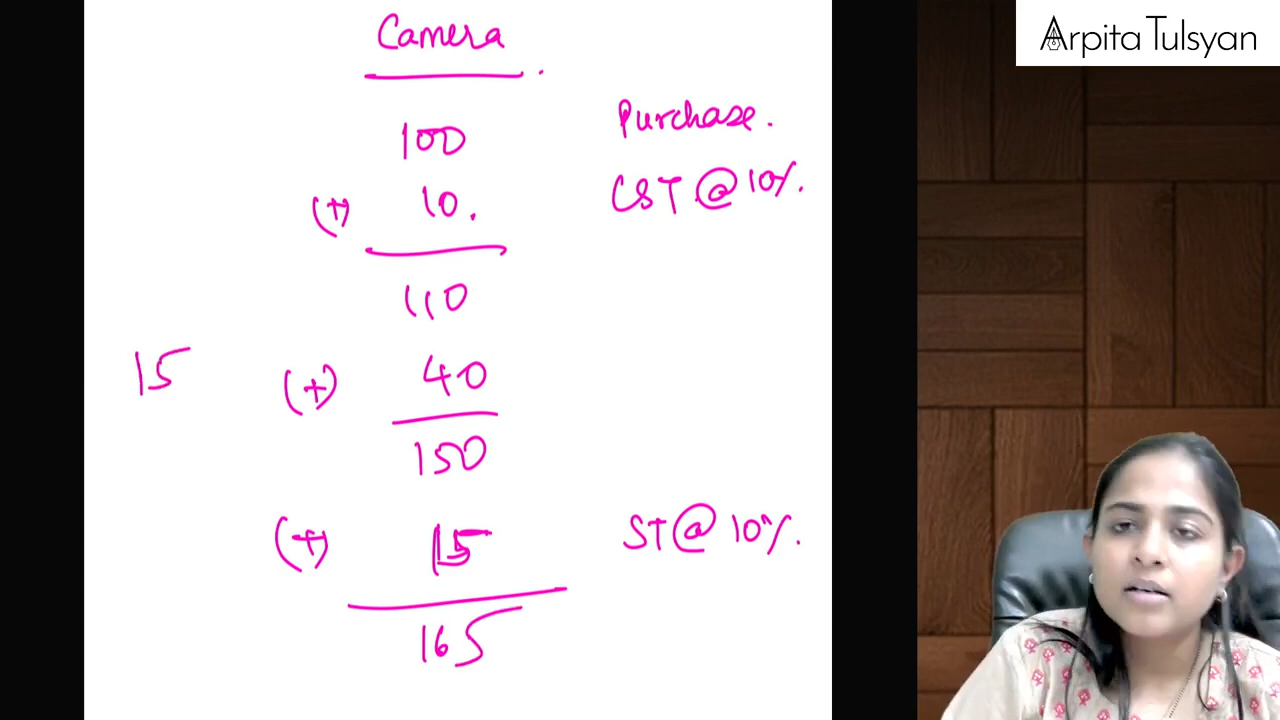 Arpita Tulsyan
Camera
100 Purchase.
(+) 10. CST @ 10%.
110
15 (+) 40
150
(+) 15 ST @ 10%.
165